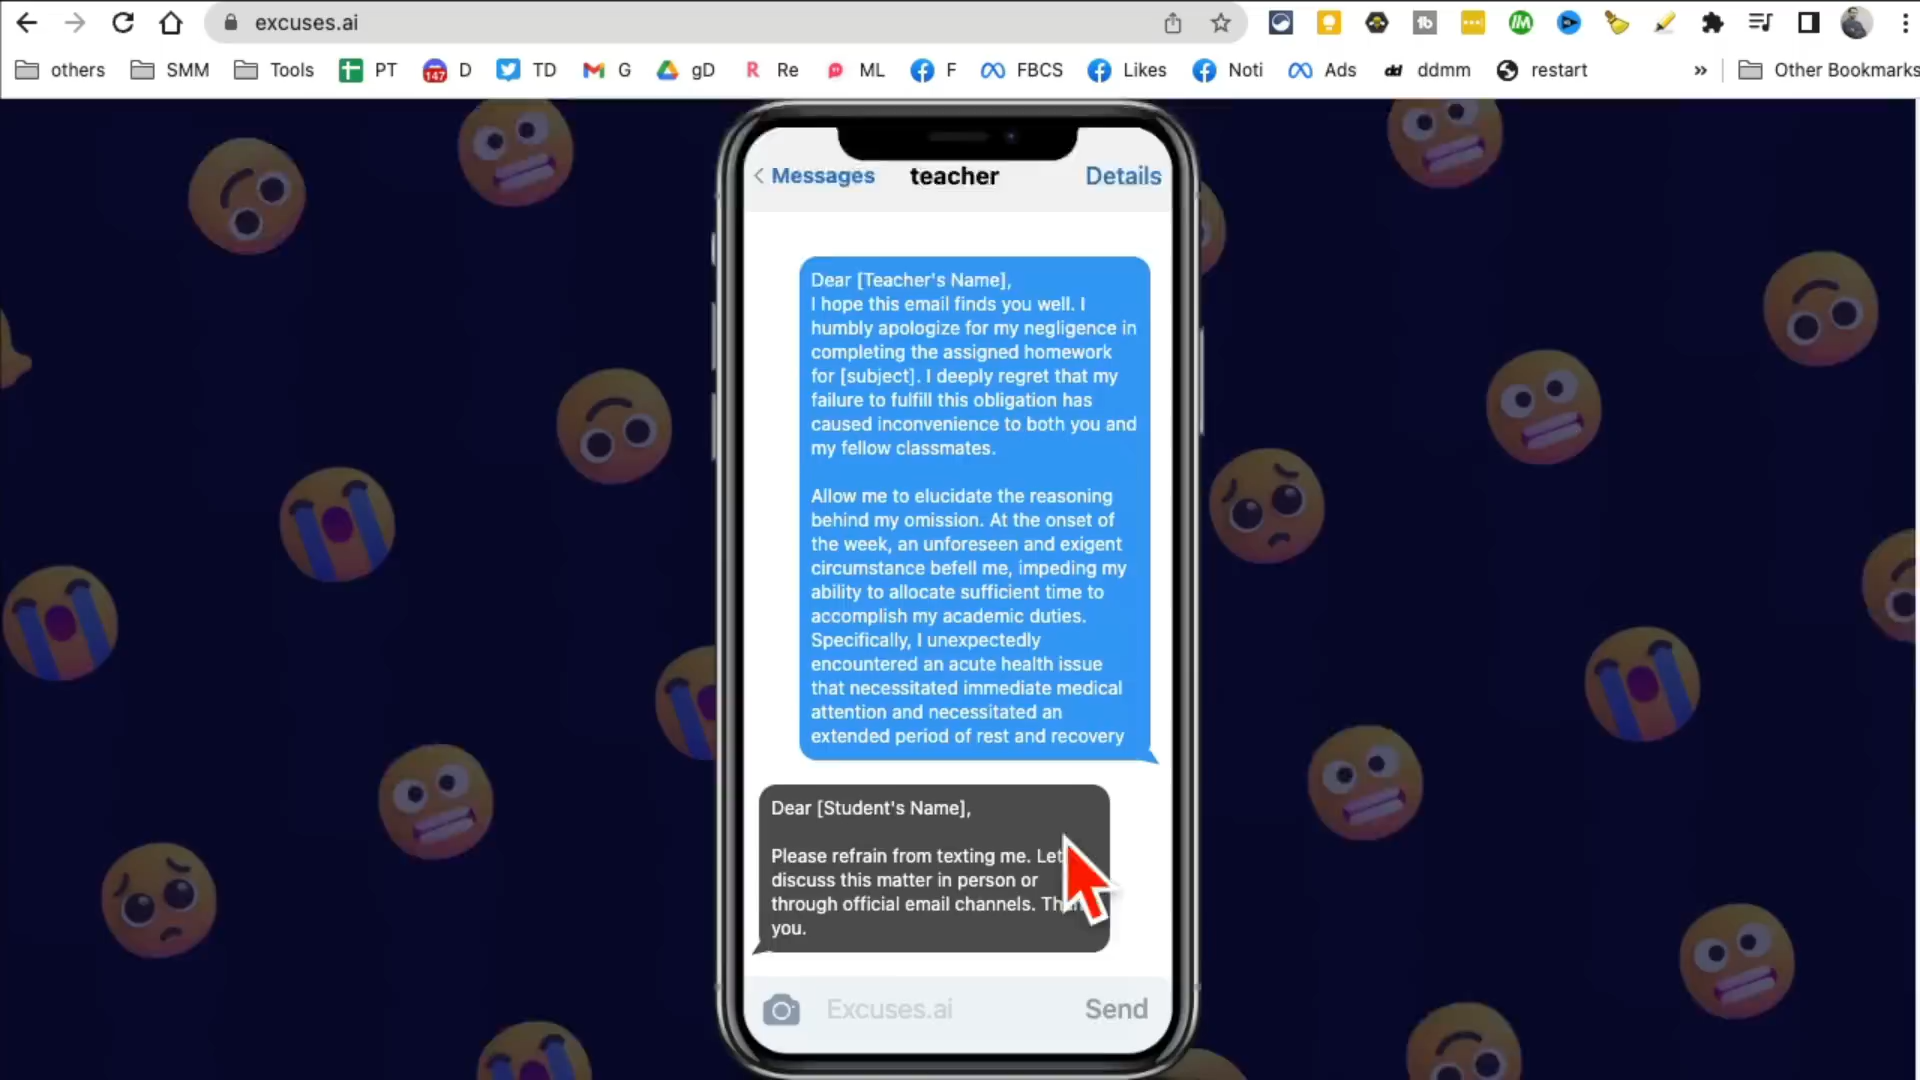 excuses.ai
others SMM Tools PT D TD G gD Re ML F FBCS Likes Noti Ads ddmm restart » Other Bookmarks
147
Messages teacher Details
Dear [Teacher's Name],
I hope this email finds you well. I
humbly apologize for my negligence in
completing the assigned homework
for [subject]. I deeply regret that my
failure to fulfill this obligation has
caused inconvenience to both you and
my fellow classmates.
Allow me to elucidate the reasoning
behind my omission. At the onset of
the week, an unforeseen and exigent
circumstance befell me, impeding my
ability to allocate sufficient time to
accomplish my academic duties.
Specifically, I unexpectedly
encountered an acute health issue
that necessitated immediate medical
attention and necessitated an
extended period of rest and recovery
Dear [Student's Name],
Please refrain from texting me. Let
discuss this matter in person or
through official email channels.
you.
Excuses.ai Send